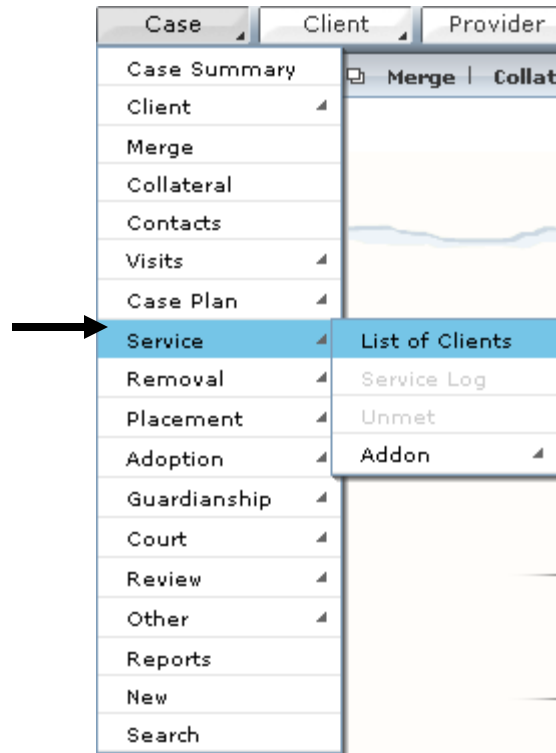 Case Client Provider
Case Summary
Merge | Collat
Client
Merge
Collateral
Contacts
Visits
Case Plan
Service
List of Clients
Removal
Service Log
Placement
Unmet
Adoption
Addon
Guardianship
Court
Review
Other
Reports
New
Search